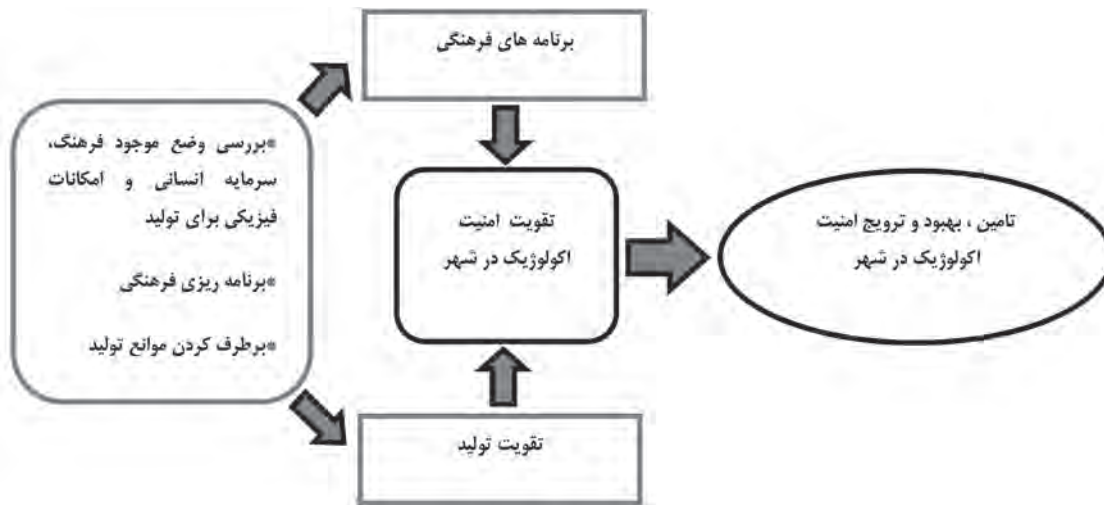 برنامه های فرهنگی
*بررسی وضع موجود فرهنگ،
سرمایه انسانی و امکانات
فیزیکی برای تولید
*برنامه ریزی فرهنگی
*برطرف کردن موانع تولید
تقویت امنیت
اکولوژیک در شهر
تامین ، بهبود و ترویج امنیت
اکولوژیک در شهر
تقویت تولید